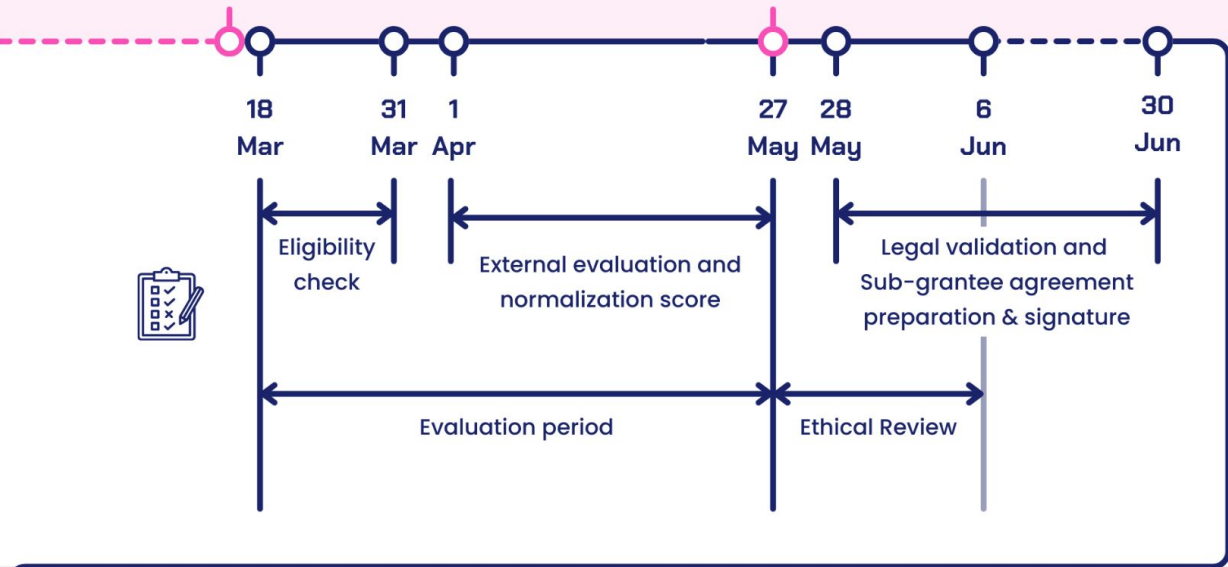 18 Mar
31 Mar
1 Apr
27 May
28 May
6 Jun
30 Jun
Eligibility
check
External evaluation and
normalization score
Legal validation and
Sub-grantee agreement
preparation & signature
Evaluation period
Ethical Review